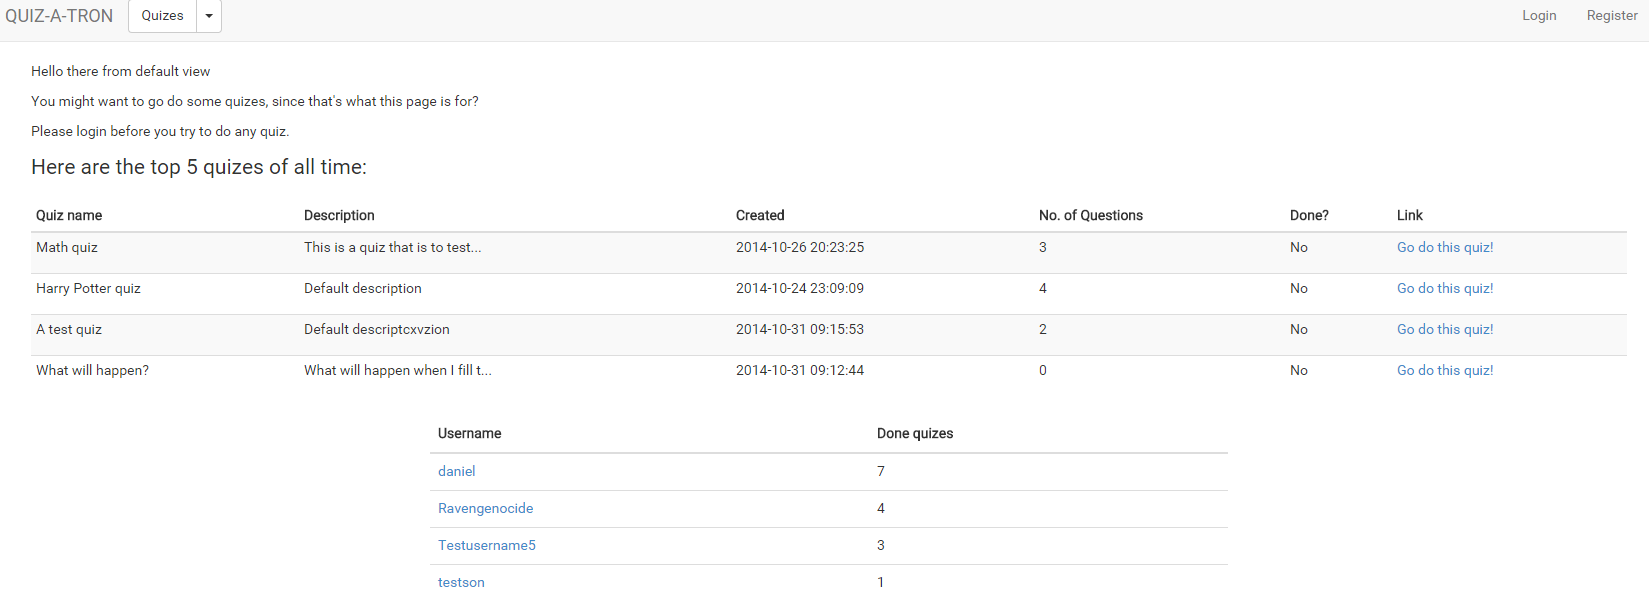 QUIZ-A-TRON Quizes Login Register
Hello there from default view
You might want to go do some quizes, since that's what this page is for?
Please login before you try to do any quiz.
Here are the top 5 quizes of all time:
Quiz name Description Created No. of Questions Done? Link
Math quiz This is a quiz that is to test... 2014-10-26 20:23:25 3 No Go do this quiz!
Harry Potter quiz Default description 2014-10-24 23:09:09 4 No Go do this quiz!
A test quiz Default descriptcxvzion 2014-10-31 09:15:53 2 No Go do this quiz!
What will happen? What will happen when I fill t... 2014-10-31 09:12:44 0 No Go do this quiz!
Username Done quizes
daniel 7
Ravengenocide 4
Testusername5 3
testson 1